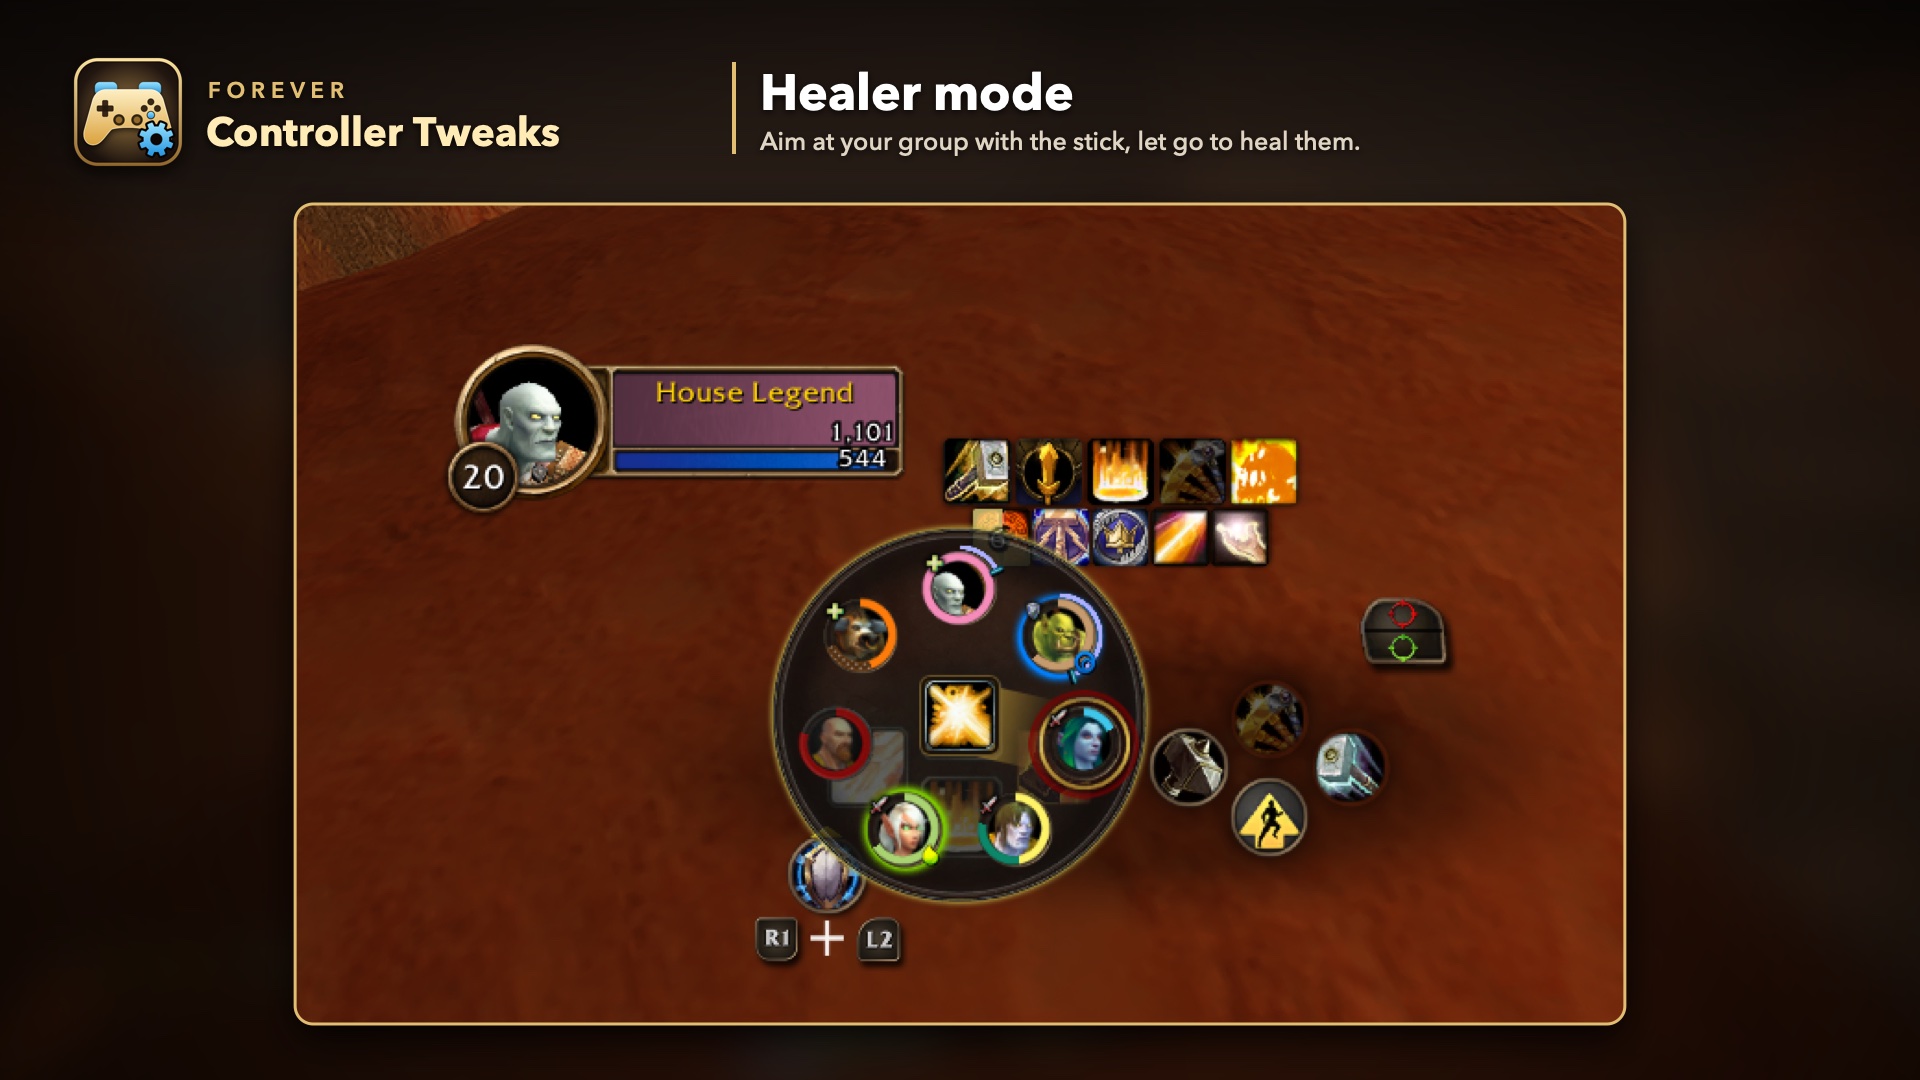 FOREVER
Controller Tweaks
Healer mode
Aim at your group with the stick, let go to heal them.
House Legend
1,101
544
20
R1 + L2